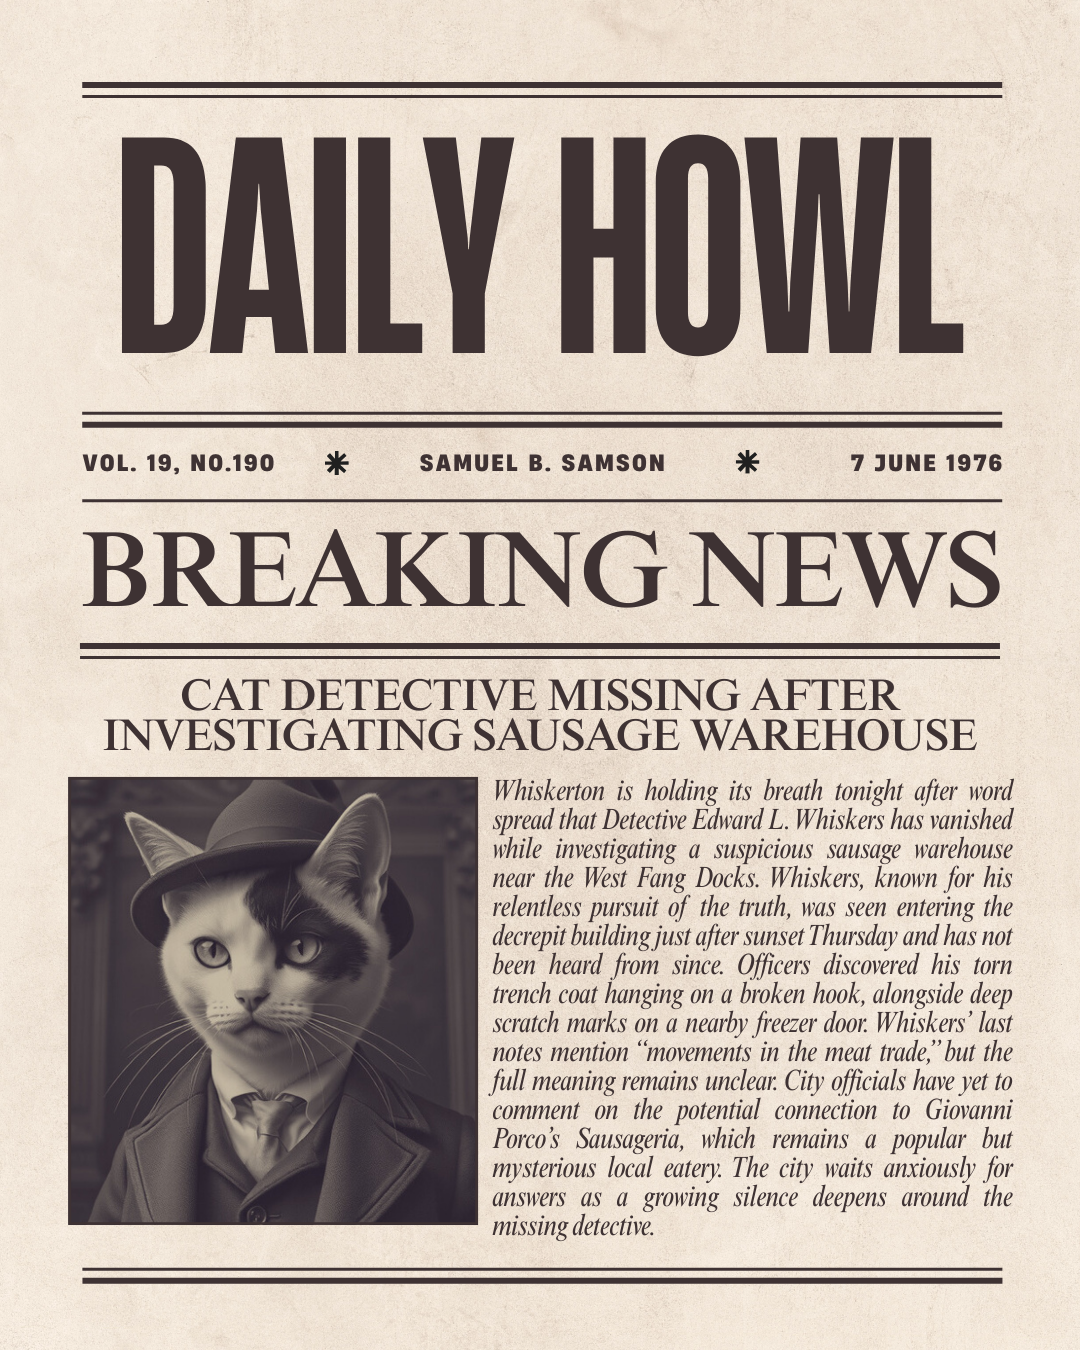 DAILY HOWL
VOL. 19, NO.190 * SAMUEL B. SAMSON * 7 JUNE 1976
BREAKING NEWS
CAT DETECTIVE MISSING AFTER
INVESTIGATING SAUSAGE WAREHOUSE
Whiskerton is holding its breath tonight after word
spread that Detective Edward L. Whiskers has vanished
while investigating a suspicious sausage warehouse
near the West Fang Docks. Whiskers, known for his
relentless pursuit of the truth, was seen entering the
decrepit building just after sunset Thursday and has not
been heard from since. Officers discovered his torn
trench coat hanging on a broken hook, alongside deep
scratch marks on a nearby freezer door. Whiskers’ last
notes mention “movements in the meat trade,” but the
full meaning remains unclear. City officials have yet to
comment on the potential connection to Giovanni
Porco’s Sausageria, which remains a popular but
mysterious local eatery. The city waits anxiously for
answers as a growing silence deepens around the
missing detective.